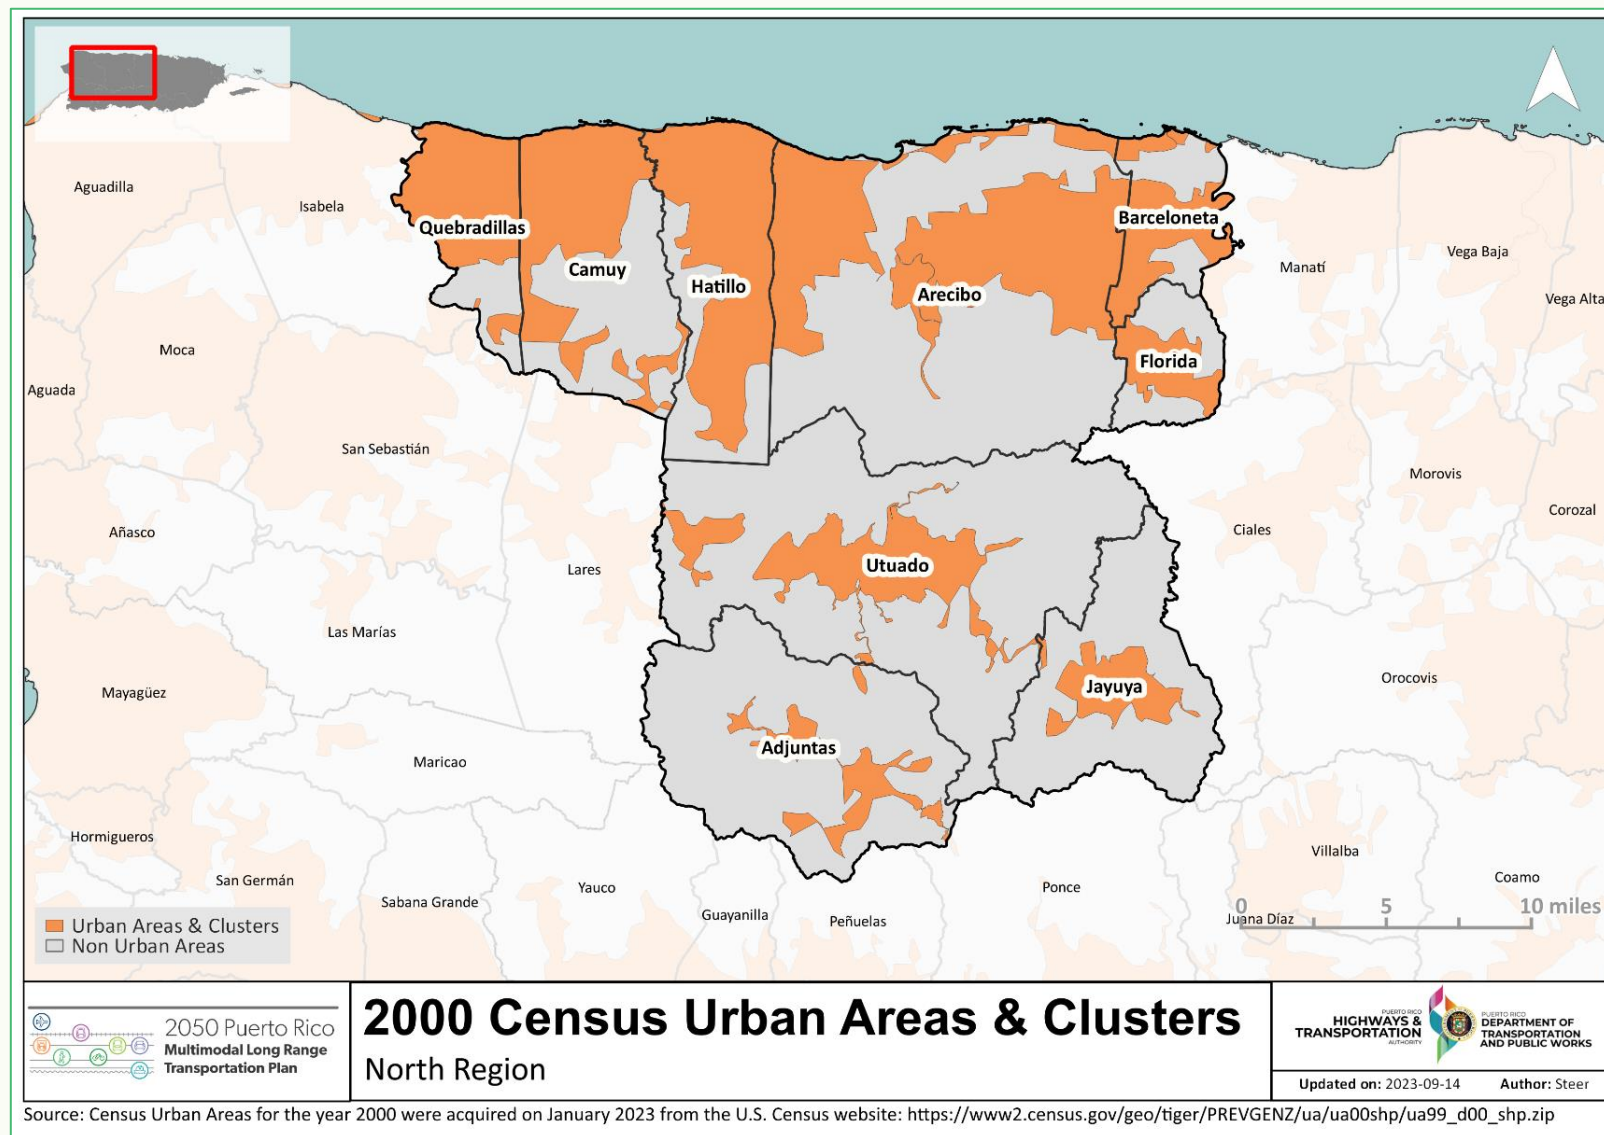 Aguadilla
Isabela
Quebradillas
Camuy
Hatillo
Arecibo
Barceloneta
Manatí
Vega Baja
Vega Alta
Moca
Aguada
Florida
San Sebastián
Morovis
Corozal
Añasco
Lares
Utuado
Ciales
Las Marías
Mayagüez
Jayuya
Orocovis
Adjuntas
Maricao
Hormigueros
Villalba
San Germán
Sabana Grande
Yauco
Guayanilla
Peñuelas
Ponce
Juana Díaz
Coamo
0 5 10 miles
Urban Areas & Clusters
Non Urban Areas
2050 Puerto Rico
Multimodal Long Range
Transportation Plan
2000 Census Urban Areas & Clusters
North Region
PUERTO RICO
HIGHWAYS &
TRANSPORTATION
AUTHORITY
PUERTO RICO
DEPARTMENT OF
TRANSPORTATION
AND PUBLIC WORKS
Updated on: 2023-09-14 Author: Steer
Source: Census Urban Areas for the year 2000 were acquired on January 2023 from the U.S. Census website: https://www2.census.gov/geo/tiger/PREVGENZ/ua/ua00shp/ua99_d00_shp.zip